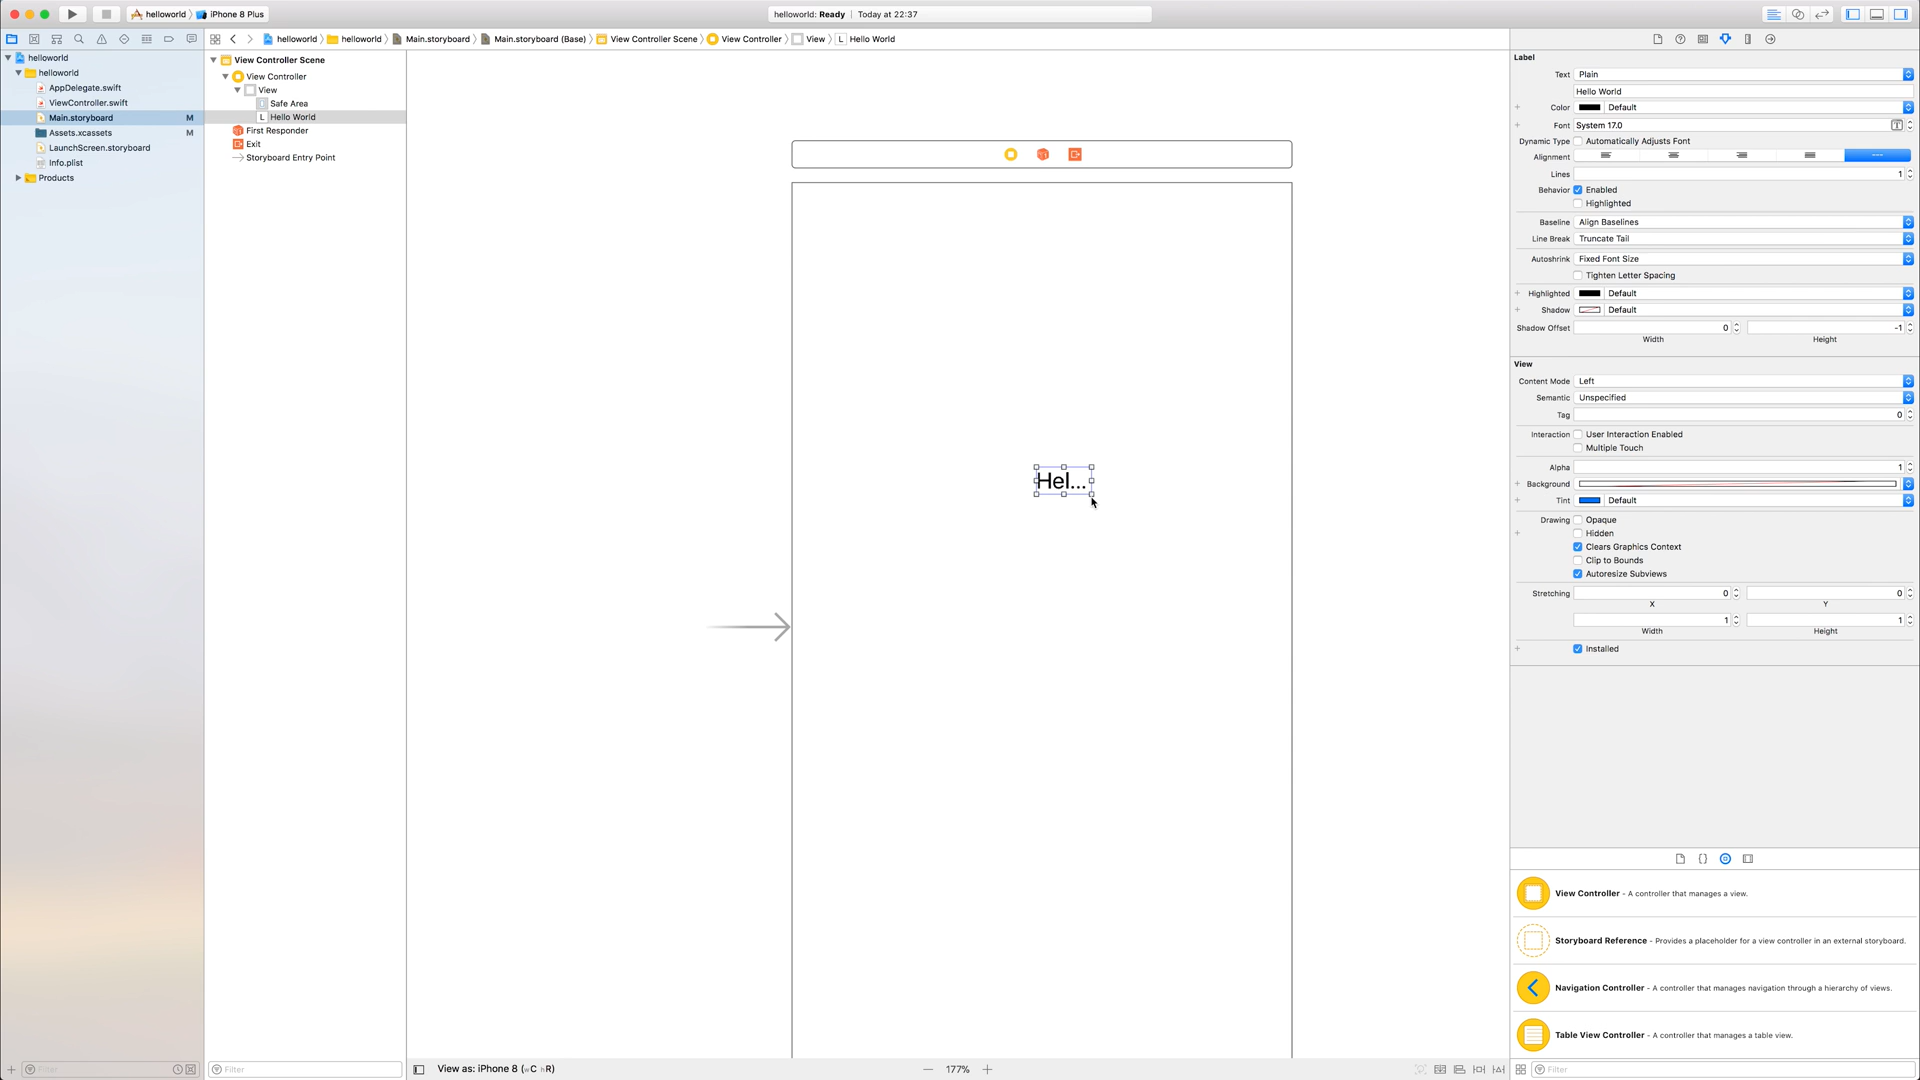 helloworld
iPhone 8 Plus
helloworld: Ready
Today at 22:37
helloworld
helloworld
Main.storyboard
Main.storyboard (Base)
View Controller Scene
View Controller
View
L Hello World
helloworld
helloworld
AppDelegate.swift
ViewController.swift
Main.storyboard M
Assets.xcassets M
LaunchScreen.storyboard
Info.plist
Products
Filter
View Controller Scene
View Controller
View
Safe Area
L Hello World
First Responder
Exit
Storyboard Entry Point
Filter
Hel...
View as: iPhone 8 (wC hR)
177%
Label
Text Plain
Hello World
Color Default
Font System 17.0
Dynamic Type Automatically Adjusts Font
Alignment
Lines 1
Behavior Enabled
Highlighted
Baseline Align Baselines
Line Break Truncate Tail
Autoshrink Fixed Font Size
Tighten Letter Spacing
Highlighted Default
Shadow Default
Shadow Offset 0 -1
Width Height
View
Content Mode Left
Semantic Unspecified
Tag 0
Interaction User Interaction Enabled
Multiple Touch
Alpha 1
Background
Tint Default
Drawing Opaque
Hidden
Clears Graphics Context
Clip to Bounds
Autoresize Subviews
Stretching 0 0
X Y
1 1
Width Height
Installed
View Controller - A controller that manages a view.
Storyboard Reference - Provides a placeholder for a view controller in an external storyboard.
Navigation Controller - A controller that manages navigation through a hierarchy of views.
Table View Controller - A controller that manages a table view.
Filter